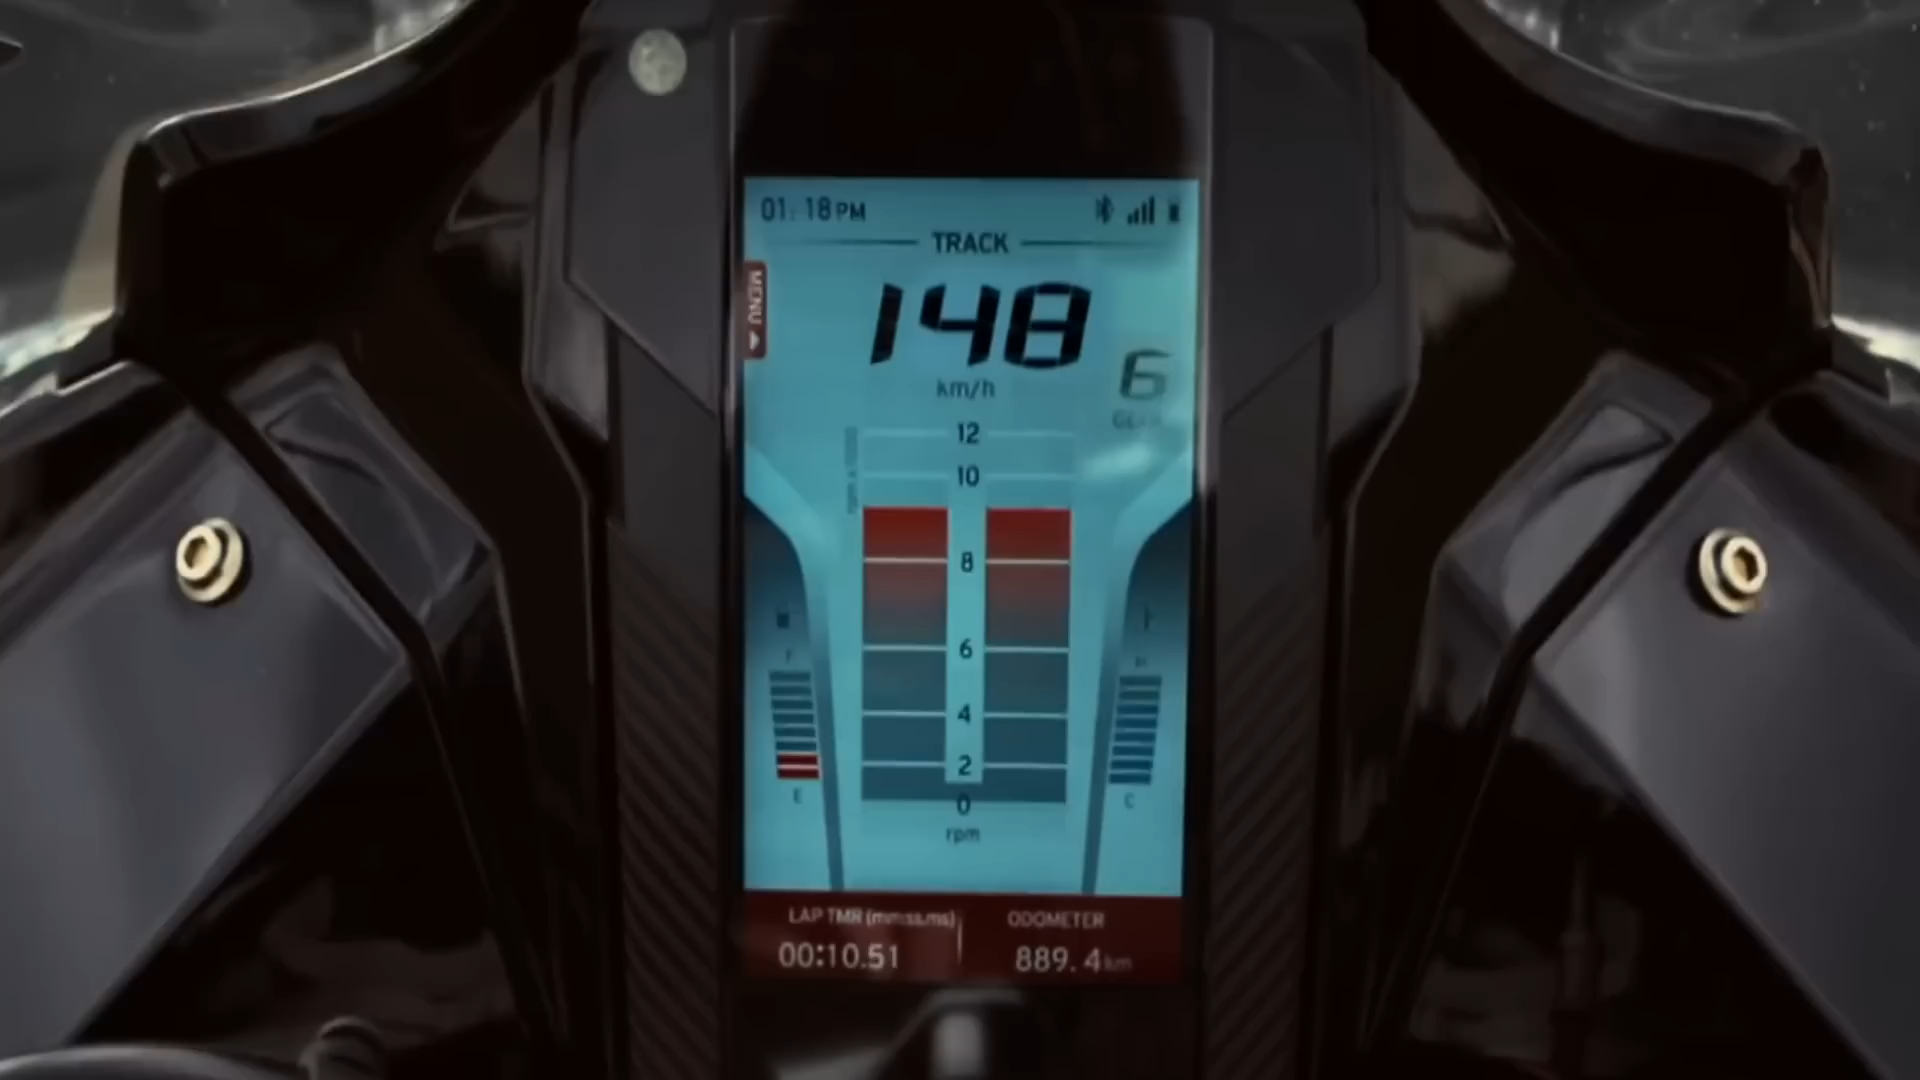 01:18PM
TRACK
MENU
148
km/h
6
GEAR
12
10
8
6
4
2
0
rpm
F
E
H
C
LAP TMR (mm:ss.ms)
00:10.51
ODOMETER
889.4km